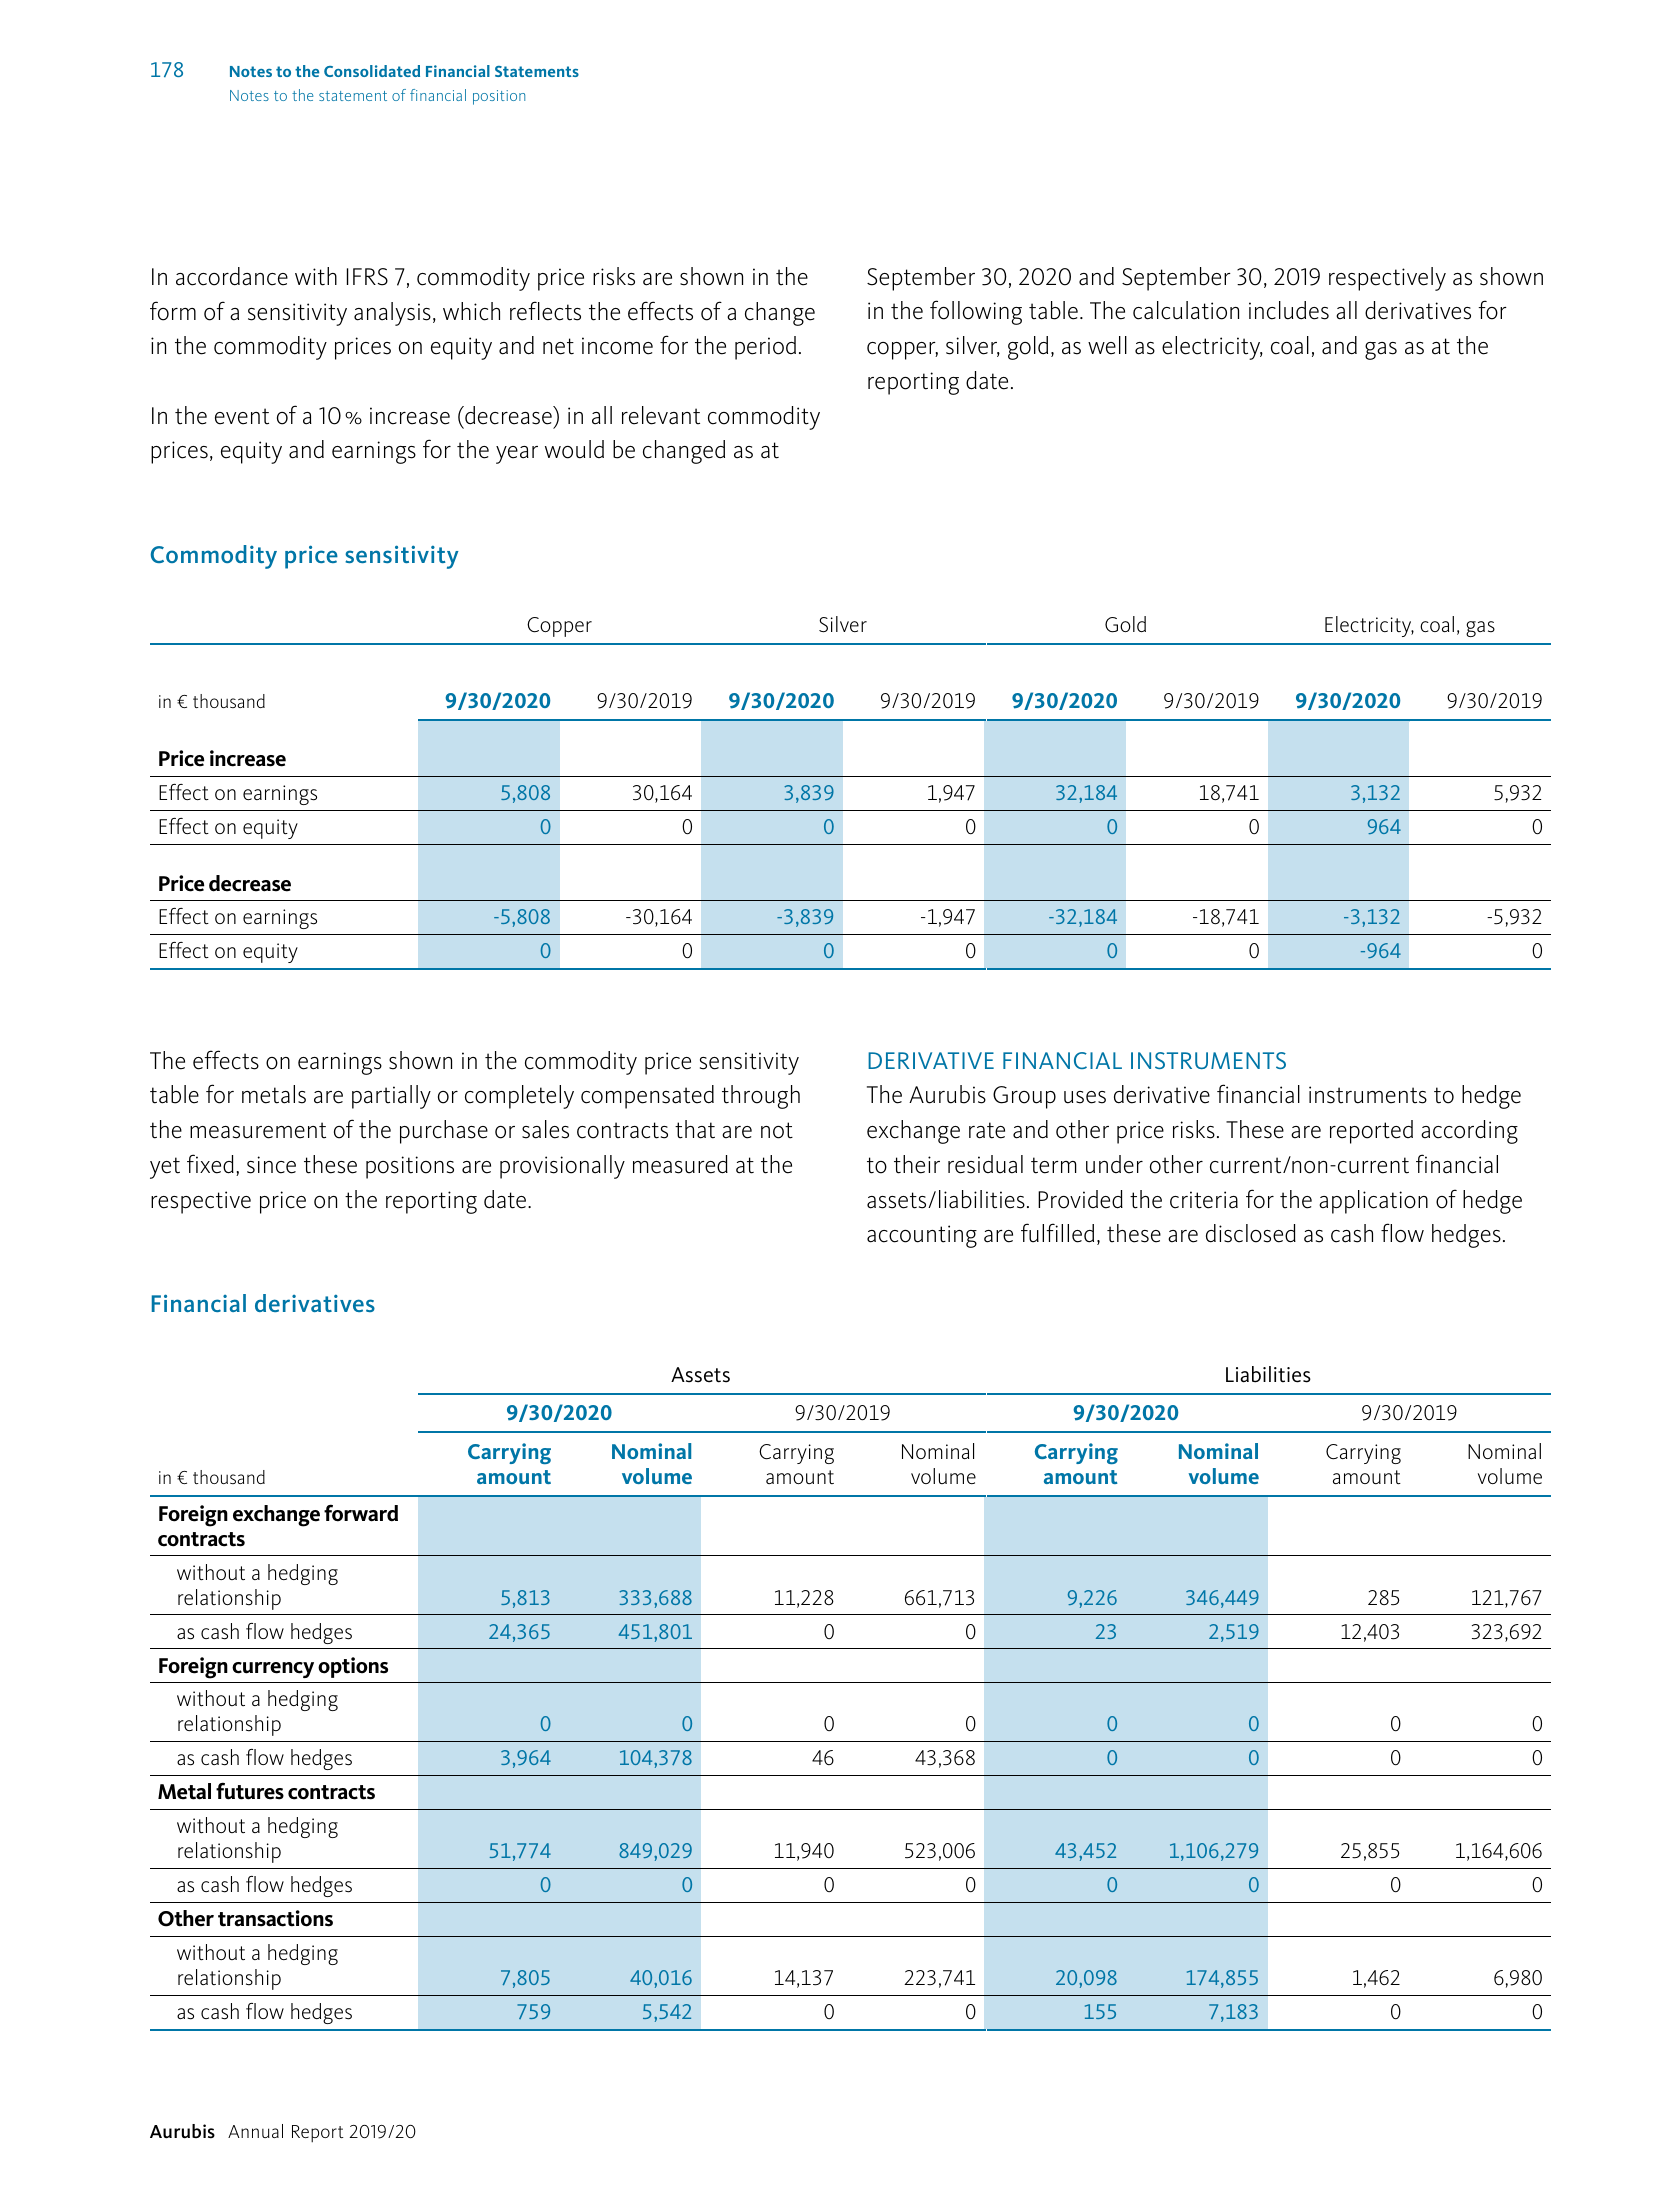 178
Notes to the Consolidated Financial Statements
Notes to the statement of financial position
In accordance with IFRS 7, commodity price risks are shown in the
form of a sensitivity analysis, which reflects the effects of a change
in the commodity prices on equity and net income for the period.
In the event of a 10 % increase (decrease) in all relevant commodity
prices, equity and earnings for the year would be changed as at
September 30, 2020 and September 30, 2019 respectively as shown
in the following table. The calculation includes all derivatives for
copper, silver, gold, as well as electricity, coal, and gas as at the
reporting date.
Commodity price sensitivity
Copper Silver Gold Electricity, coal, gas
in € thousand 9/30/2020 9/30/2019 9/30/2020 9/30/2019 9/30/2020 9/30/2019 9/30/2020 9/30/2019
Price increase
Effect on earnings 5,808 30,164 3,839 1,947 32,184 18,741 3,132 5,932
Effect on equity 0 0 0 0 0 0 964 0
Price decrease
Effect on earnings -5,808 -30,164 -3,839 -1,947 -32,184 -18,741 -3,132 -5,932
Effect on equity 0 0 0 0 0 0 -964 0
The effects on earnings shown in the commodity price sensitivity
table for metals are partially or completely compensated through
the measurement of the purchase or sales contracts that are not
yet fixed, since these positions are provisionally measured at the
respective price on the reporting date.
DERIVATIVE FINANCIAL INSTRUMENTS
The Aurubis Group uses derivative financial instruments to hedge
exchange rate and other price risks. These are reported according
to their residual term under other current/non-current financial
assets/liabilities. Provided the criteria for the application of hedge
accounting are fulfilled, these are disclosed as cash flow hedges.
Financial derivatives
Assets Liabilities
9/30/2020 9/30/2019 9/30/2020 9/30/2019
Carrying Nominal Carrying Nominal Carrying Nominal Carrying Nominal
in € thousand amount volume amount volume amount volume amount volume
Foreign exchange forward
contracts
without a hedging
relationship 5,813 333,688 11,228 661,713 9,226 346,449 285 121,767
as cash flow hedges 24,365 451,801 0 0 23 2,519 12,403 323,692
Foreign currency options
without a hedging
relationship 0 0 0 0 0 0 0 0
as cash flow hedges 3,964 104,378 46 43,368 0 0 0 0
Metal futures contracts
without a hedging
relationship 51,774 849,029 11,940 523,006 43,452 1,106,279 25,855 1,164,606
as cash flow hedges 0 0 0 0 0 0 0 0
Other transactions
without a hedging
relationship 7,805 40,016 14,137 223,741 20,098 174,855 1,462 6,980
as cash flow hedges 759 5,542 0 0 155 7,183 0 0
Aurubis Annual Report 2019/20